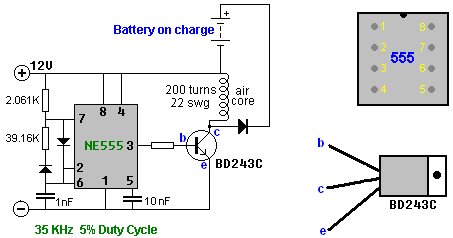 Battery on charge
+
12V
2.061K
39.16K
7
8
4
NE555
3
2
6
1
5
1nF
10nF
200 turns
22 swg
air
core
b
c
e
BD243C
35 KHz 5% Duty Cycle
1 8
2 7
555
3 6
4 5
b
c
e
BD243C